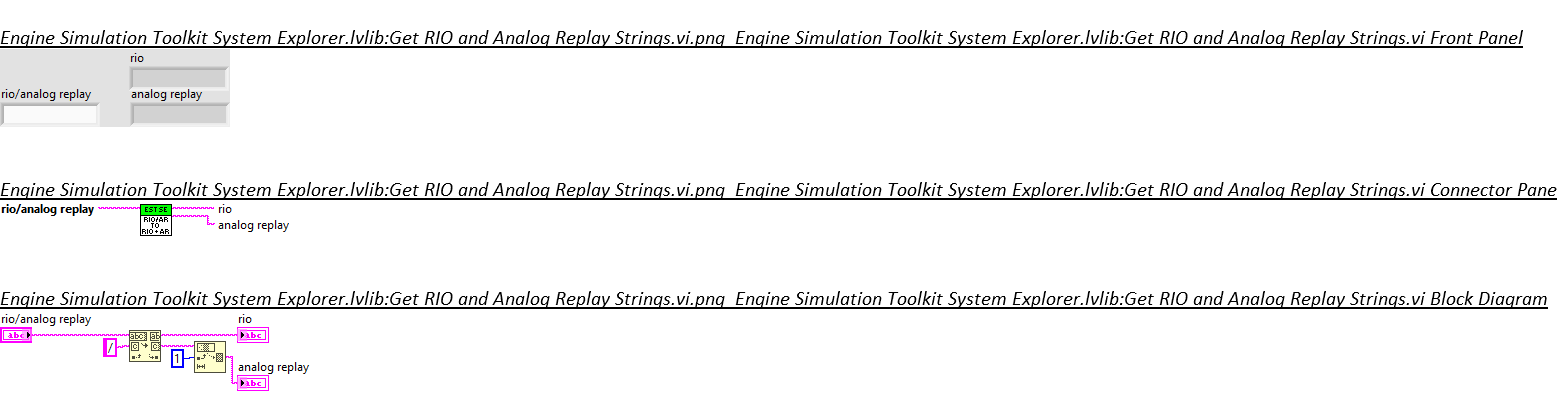 Engine Simulation Toolkit System Explorer.lvlib:Get RIO and Analog Replay Strings.vi.png Engine Simulation Toolkit System Explorer.lvlib:Get RIO and Analog Replay Strings.vi Front Panel
rio
rio/analog replay
analog replay
Engine Simulation Toolkit System Explorer.lvlib:Get RIO and Analog Replay Strings.vi.png Engine Simulation Toolkit System Explorer.lvlib:Get RIO and Analog Replay Strings.vi Connector Pane
rio/analog replay
EST SE
RIO/AR
TO
RIO+AR
rio
analog replay
Engine Simulation Toolkit System Explorer.lvlib:Get RIO and Analog Replay Strings.vi.png Engine Simulation Toolkit System Explorer.lvlib:Get RIO and Analog Replay Strings.vi Block Diagram
rio/analog replay
rio
abc
abc
/
1
analog replay
abc